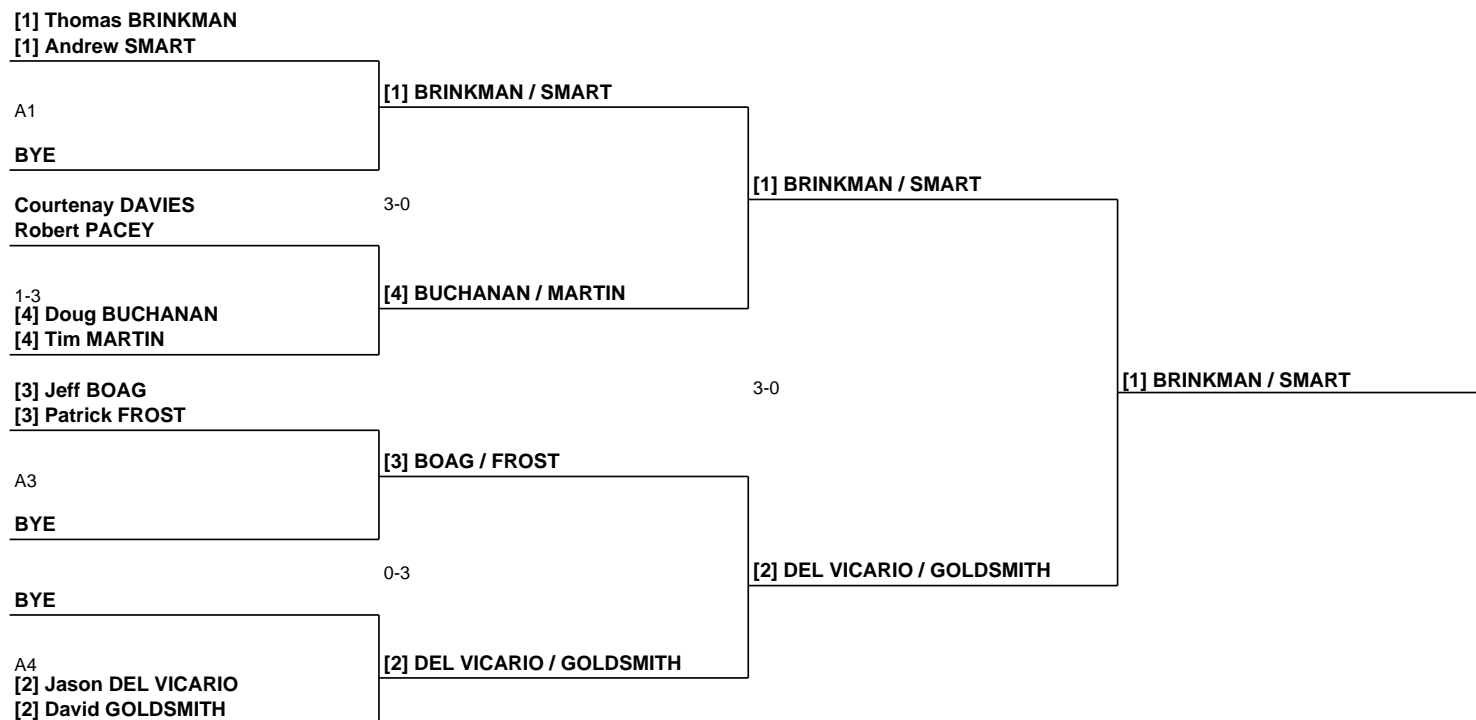 [1] Thomas BRINKMAN
[1] Andrew SMART
A1
BYE
[1] BRINKMAN / SMART
Courtenay DAVIES
Robert PACEY
3-0
1-3
[4] Doug BUCHANAN
[4] Tim MARTIN
[4] BUCHANAN / MARTIN
[1] BRINKMAN / SMART
[3] Jeff BOAG
[3] Patrick FROST
3-0
[1] BRINKMAN / SMART
A3
BYE
[3] BOAG / FROST
0-3
[2] DEL VICARIO / GOLDSMITH
BYE
A4
[2] Jason DEL VICARIO
[2] David GOLDSMITH
[2] DEL VICARIO / GOLDSMITH